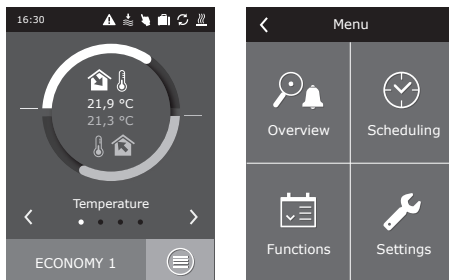 16:30
21,9 °C
21,3 °C
Temperature
ECONOMY 1
Menu
Overview
Scheduling
Functions
Settings